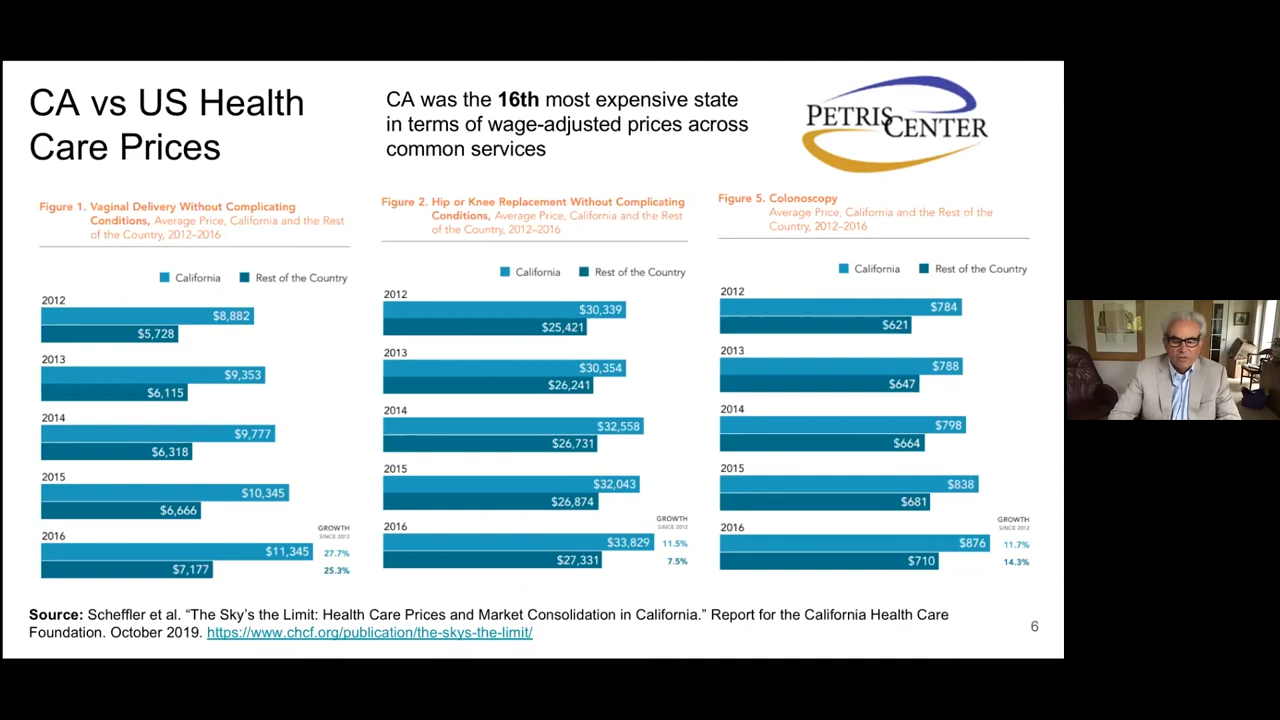 CA vs US Health
Care Prices
CA was the 16th most expensive state
in terms of wage-adjusted prices across
common services
PETRIS CENTER
Figure 1. Vaginal Delivery Without Complicating
Conditions, Average Price, California and the Rest
of the Country, 2012–2016
California
Rest of the Country
2012
$8,882
$5,728
2013
$9,353
$6,115
2014
$9,777
$6,318
2015
$10,345
$6,666
GROWTH
SINCE 2012
2016
$11,345 27.7%
$7,177 25.3%
Figure 2. Hip or Knee Replacement Without Complicating
Conditions, Average Price, California and the Rest
of the Country, 2012–2016
California
Rest of the Country
2012
$30,339
$25,421
2013
$30,354
$26,241
2014
$32,558
$26,731
2015
$32,043
$26,874
GROWTH
SINCE 2012
2016
$33,829 11.5%
$27,331 7.5%
Figure 5. Colonoscopy
Average Price, California and the Rest of the
Country, 2012–2016
California
Rest of the Country
2012
$784
$621
2013
$788
$647
2014
$798
$664
2015
$838
$681
GROWTH
SINCE 2012
2016
$876 11.7%
$710 14.3%
Source: Scheffler et al. “The Sky’s the Limit: Health Care Prices and Market Consolidation in California.” Report for the California Health Care
Foundation. October 2019. https://www.chcf.org/publication/the-skys-the-limit/
6